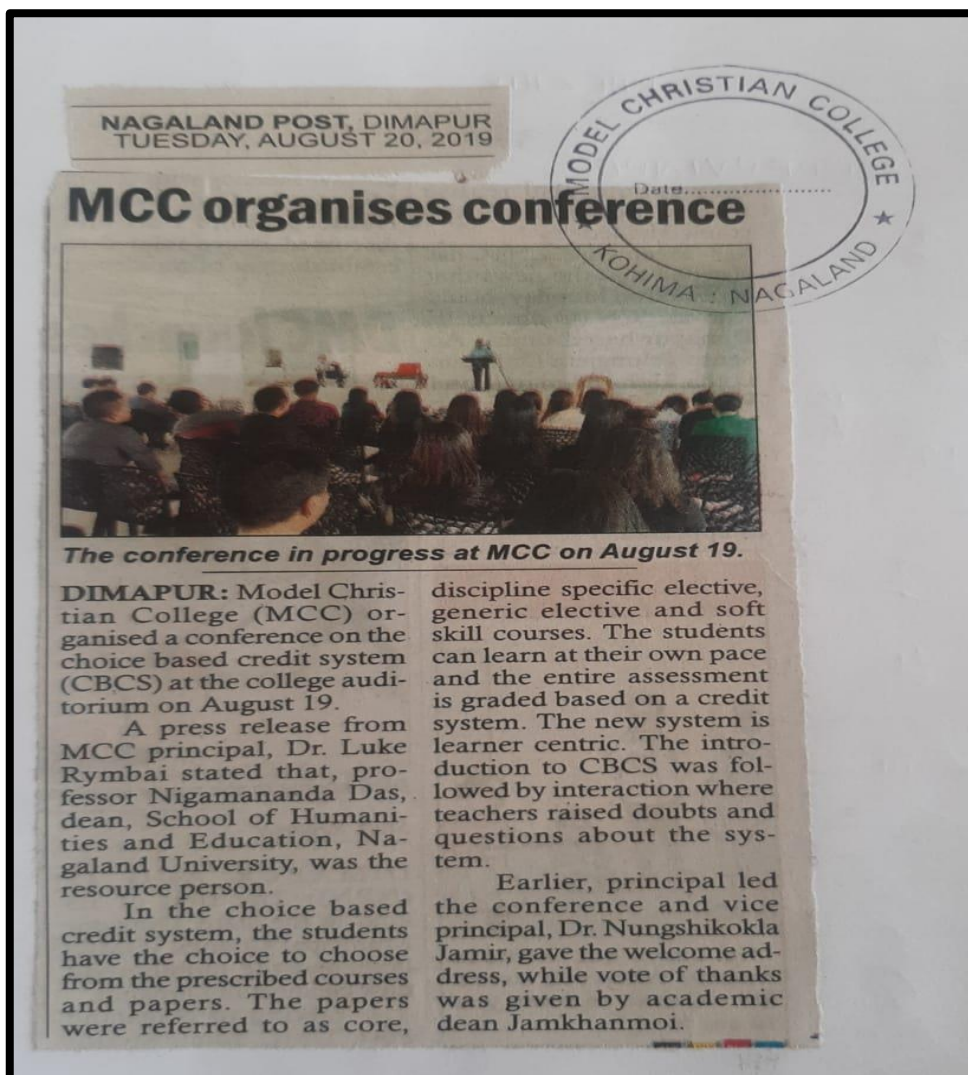 NAGALAND POST, DIMAPUR
TUESDAY, AUGUST 20, 2019
MODEL CHRISTIAN COLLEGE
Date........................
★ KOHIMA : NAGALAND ★
MCC organises conference
The conference in progress at MCC on August 19.
DIMAPUR: Model Chris-
tian College (MCC) or-
ganised a conference on the
choice based credit system
(CBCS) at the college audi-
torium on August 19.
A press release from
MCC principal, Dr. Luke
Rymbai stated that, pro-
fessor Nigamananda Das,
dean, School of Humani-
ties and Education, Na-
galand University, was the
resource person.
In the choice based
credit system, the students
have the choice to choose
from the prescribed courses
and papers. The papers
were referred to as core,
discipline specific elective,
generic elective and soft
skill courses. The students
can learn at their own pace
and the entire assessment
is graded based on a credit
system. The new system is
learner centric. The intro-
duction to CBCS was fol-
lowed by interaction where
teachers raised doubts and
questions about the sys-
tem.
Earlier, principal led
the conference and vice
principal, Dr. Nungshikokla
Jamir, gave the welcome ad-
dress, while vote of thanks
was given by academic
dean Jamkhanmoi.